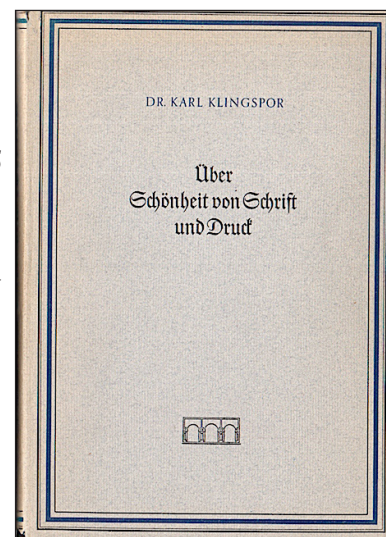 DR. KARL KLINGSPOR
Über
Schönheit von Schrift
und Druck